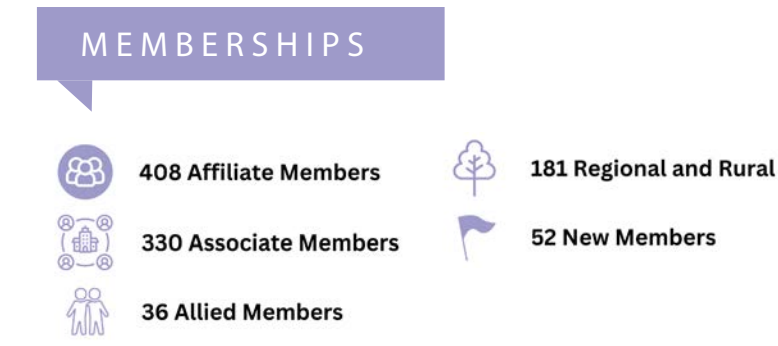 MEMBERSHIPS
408 Affiliate Members
330 Associate Members
36 Allied Members
181 Regional and Rural
52 New Members